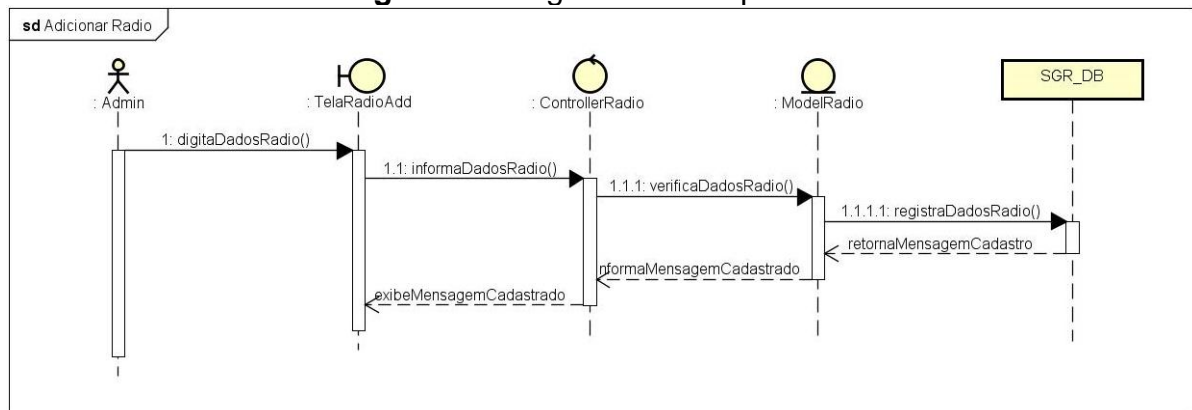 sd Adicionar Radio
: Admin
: TelaRadioAdd
: ControllerRadio
: ModelRadio
SGR_DB
1: digitaDadosRadio()
1.1: informaDadosRadio()
1.1.1: verificaDadosRadio()
1.1.1.1: registraDadosRadio()
retornaMensagemCadastro
nformaMensagemCadastrado
exibeMensagemCadastrado